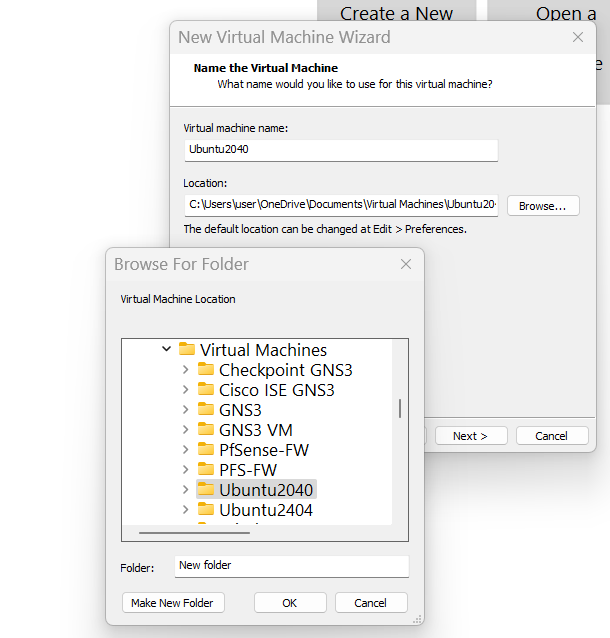 Create a New
Open a
e
New Virtual Machine Wizard
Name the Virtual Machine
What name would you like to use for this virtual machine?
Virtual machine name:
Ubuntu2040
Location:
C:\Users\user\OneDrive\Documents\Virtual Machines\Ubuntu20
Browse...
The default location can be changed at Edit > Preferences.
Next >
Cancel
Browse For Folder
Virtual Machine Location
Virtual Machines
Checkpoint GNS3
Cisco ISE GNS3
GNS3
GNS3 VM
PfSense-FW
PFS-FW
Ubuntu2040
Ubuntu2404
Folder:
New folder
Make New Folder
OK
Cancel